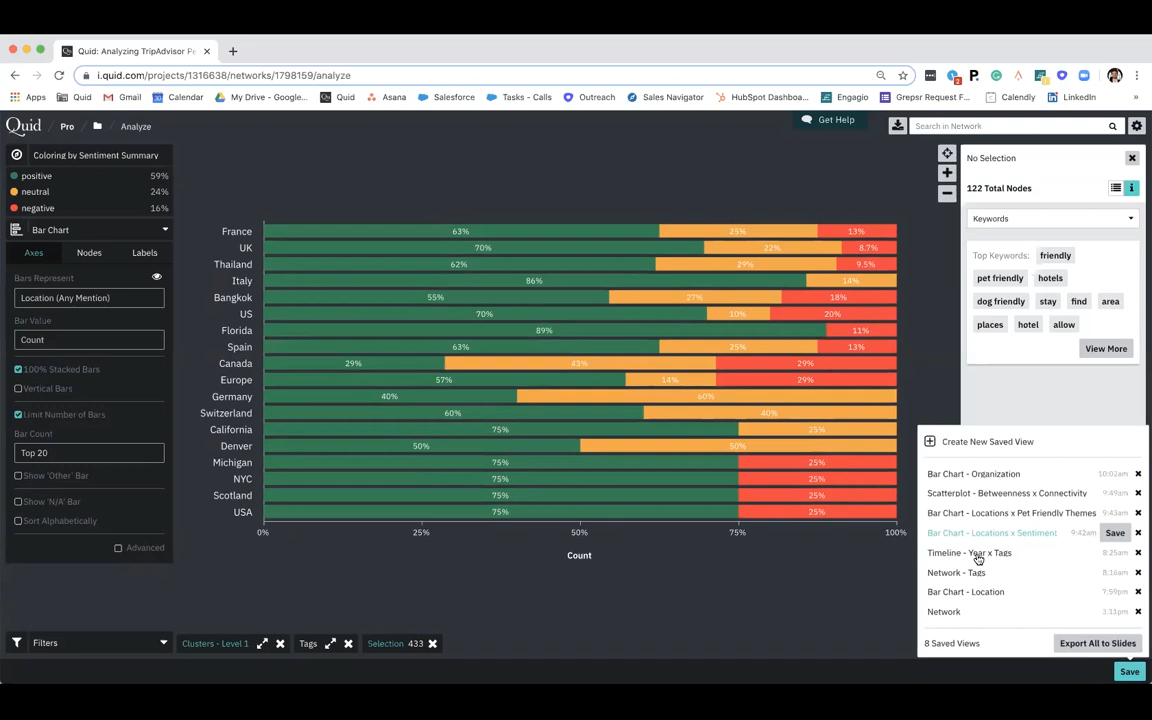 Quid: Analyzing TripAdvisor Pe
i.quid.com/projects/1316638/networks/1798159/analyze
Apps Quid Gmail Calendar My Drive - Google... Quid Asana Salesforce Tasks - Calls Outreach Sales Navigator HubSpot Dashboa... Engagio Grepsr Request F... Calendly LinkedIn »
Quid / Pro / / Analyze
Get Help
Search in Network
Coloring by Sentiment Summary
positive 59%
neutral 24%
negative 16%
Bar Chart
Axes Nodes Labels
Bars Represent
Location (Any Mention)
Bar Value
Count
100% Stacked Bars
Vertical Bars
Limit Number of Bars
Bar Count
Top 20
Show 'Other' Bar
Show 'N/A' Bar
Sort Alphabetically
Advanced
France 63% 25% 13%
UK 70% 22% 8.7%
Thailand 62% 29% 9.5%
Italy 86% 14%
Bangkok 55% 27% 18%
US 70% 10% 20%
Florida 89% 11%
Spain 63% 25% 13%
Canada 29% 43% 29%
Europe 57% 14% 29%
Germany 40% 60%
Switzerland 60% 40%
California 75% 25%
Denver 50% 50%
Michigan 75% 25%
NYC 75% 25%
Scotland 75% 25%
USA 75% 25%
0% 25% 50% 75% 100%
Count
No Selection
122 Total Nodes
Keywords
Top Keywords: friendly
pet friendly hotels
dog friendly stay find area
places hotel allow
View More
Create New Saved View
Bar Chart - Organization 10:02am
Scatterplot - Betweenness x Connectivity 9:49am
Bar Chart - Locations x Pet Friendly Themes 9:43am
Bar Chart - Locations x Sentiment 9:42am Save
Timeline - Year x Tags 8:25am
Network - Tags 8:16am
Bar Chart - Location 7:59pm
Network 3:11pm
8 Saved Views Export All to Slides
Filters Clusters - Level 1 Tags Selection 433
Save